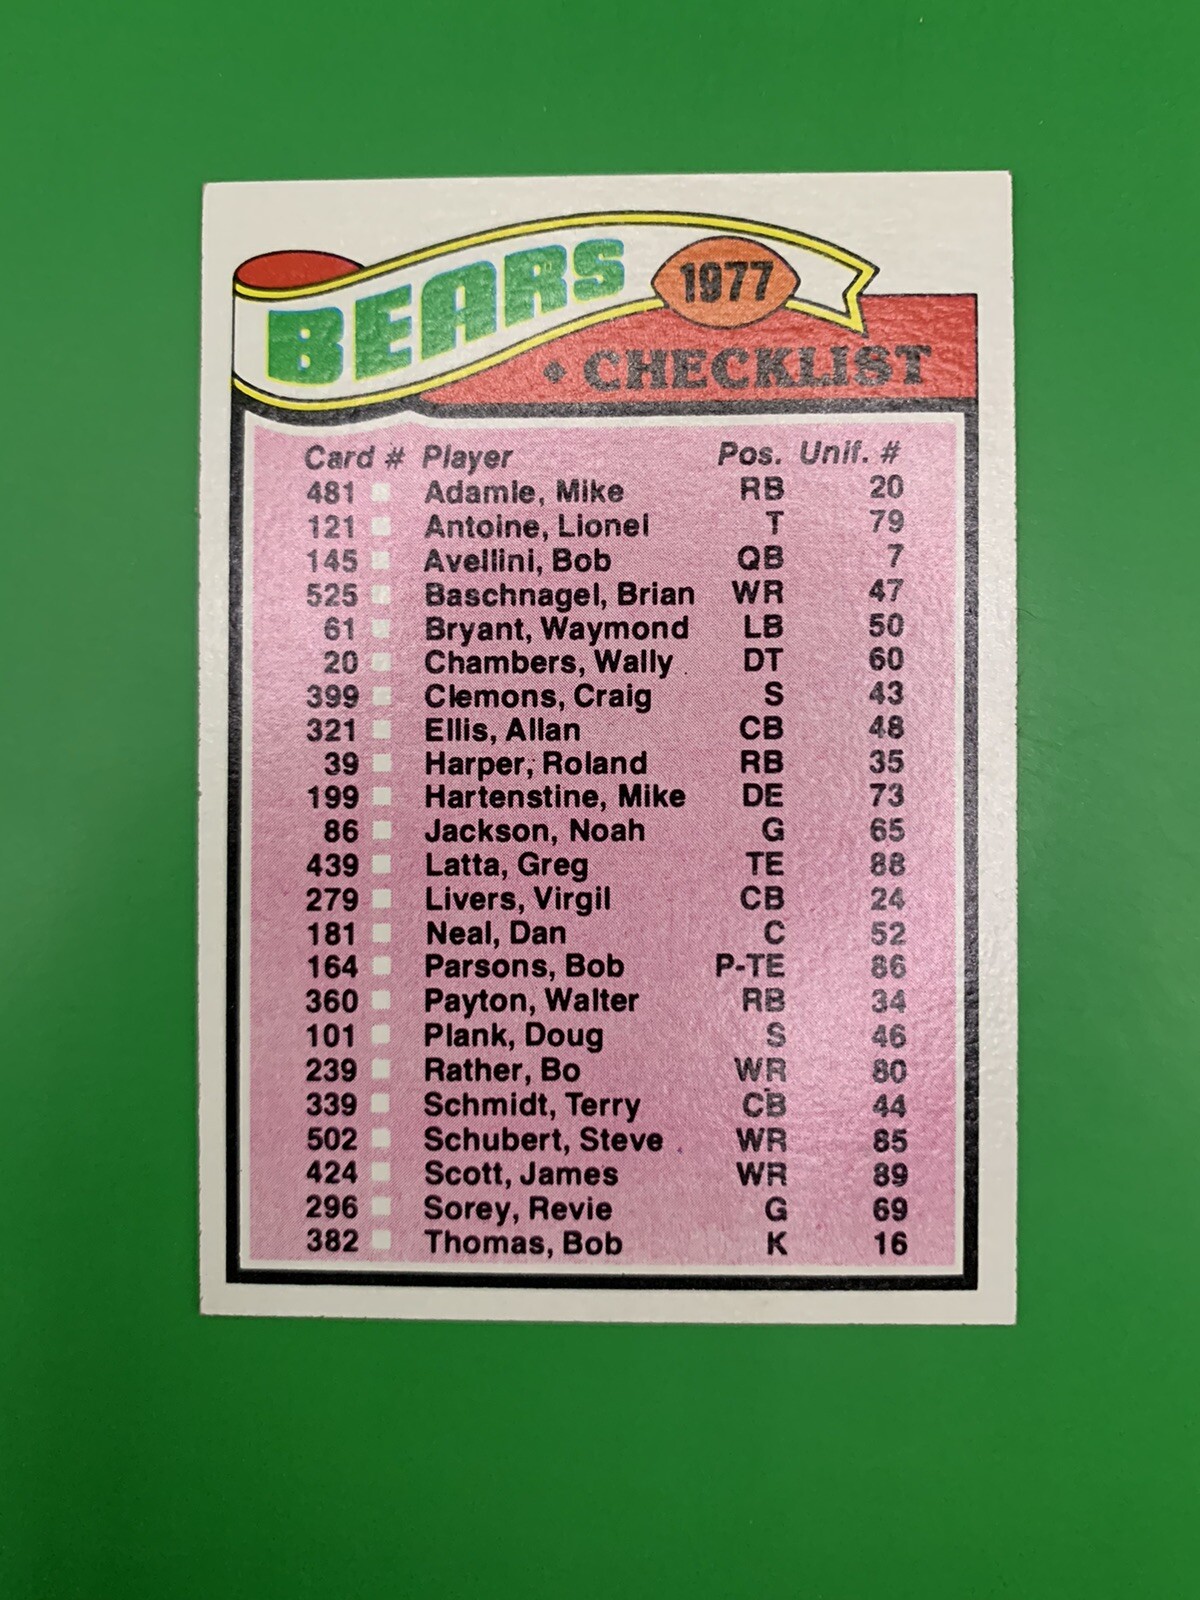 BEARS 1977
• CHECKLIST
Card # Player Pos. Unif. #
481 Adamle, Mike RB 20
121 Antoine, Lionel T 79
145 Avellini, Bob QB 7
525 Baschnagel, Brian WR 47
61 Bryant, Waymond LB 50
20 Chambers, Wally DT 60
399 Clemons, Craig S 43
321 Ellis, Allan CB 48
39 Harper, Roland RB 35
199 Hartenstine, Mike DE 73
86 Jackson, Noah G 65
439 Latta, Greg TE 88
279 Livers, Virgil CB 24
181 Neal, Dan C 52
164 Parsons, Bob P-TE 86
360 Payton, Walter RB 34
101 Plank, Doug S 46
239 Rather, Bo WR 80
339 Schmidt, Terry CB 44
502 Schubert, Steve WR 85
424 Scott, James WR 89
296 Sorey, Revie G 69
382 Thomas, Bob K 16